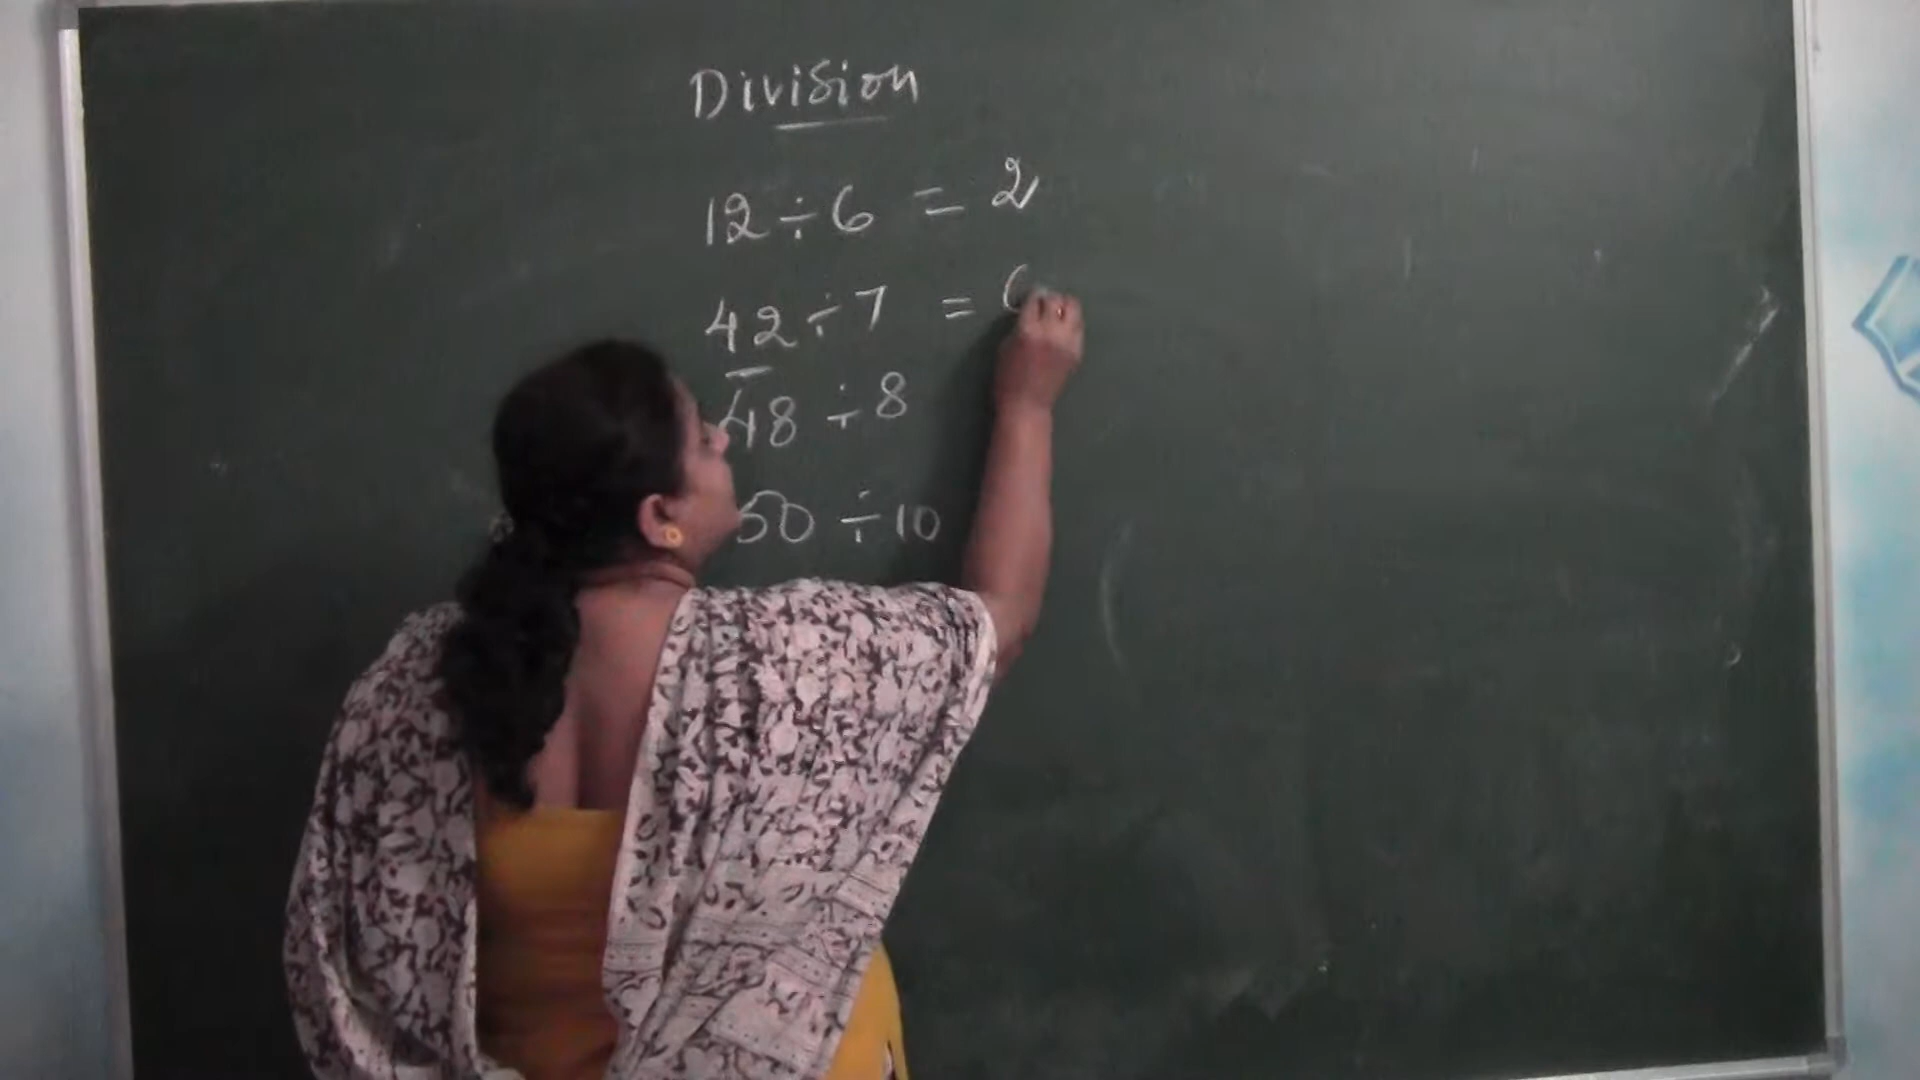 Division
12 ÷ 6 = 2
42 ÷ 7 = 6
48 ÷ 8
50 ÷ 10